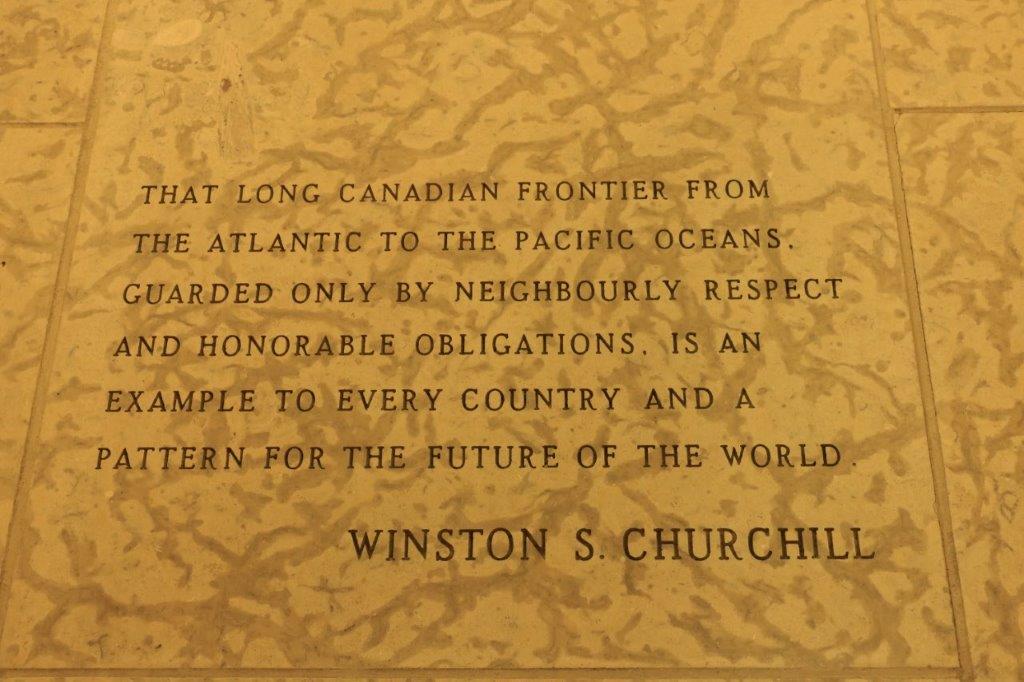 THAT LONG CANADIAN FRONTIER FROM
THE ATLANTIC TO THE PACIFIC OCEANS,
GUARDED ONLY BY NEIGHBOURLY RESPECT
AND HONORABLE OBLIGATIONS, IS AN
EXAMPLE TO EVERY COUNTRY AND A
PATTERN FOR THE FUTURE OF THE WORLD.
WINSTON S. CHURCHILL